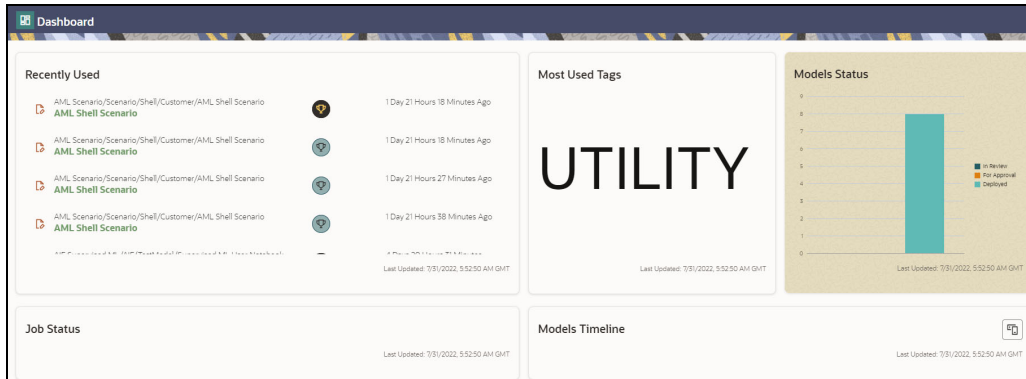 Dashboard
Recently Used
AML Scenario/Scenario/Shell/Customer/AML Shell Scenario
AML Shell Scenario
1 Day 21 Hours 18 Minutes Ago
AML Scenario/Scenario/Shell/Customer/AML Shell Scenario
AML Shell Scenario
1 Day 21 Hours 18 Minutes Ago
AML Scenario/Scenario/Shell/Customer/AML Shell Scenario
AML Shell Scenario
1 Day 21 Hours 27 Minutes Ago
AML Scenario/Scenario/Shell/Customer/AML Shell Scenario
AML Shell Scenario
1 Day 21 Hours 38 Minutes Ago
Last Updated: 7/31/2022, 5:52:50 AM GMT
Most Used Tags
UTILITY
Last Updated: 7/31/2022, 5:52:50 AM GMT
Models Status
9
8
7
6
5
4
3
2
1
0
In Review
For Approval
Deployed
Last Updated: 7/31/2022, 5:52:50 AM GMT
Job Status
Last Updated: 7/31/2022, 5:52:50 AM GMT
Models Timeline
Last Updated: 7/31/2022, 5:52:50 AM GMT